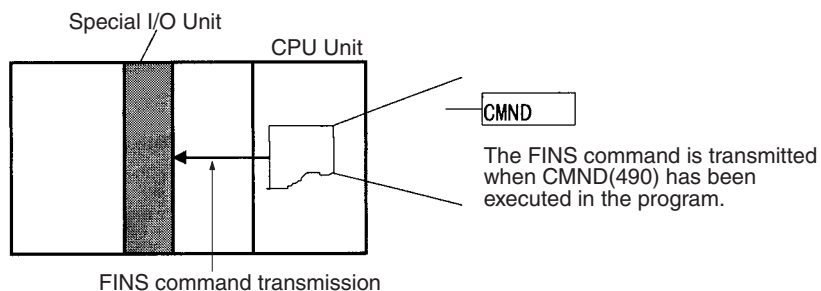 Special I/O Unit
CPU Unit
CMND
The FINS command is transmitted
when CMND(490) has been
executed in the program.
FINS command transmission